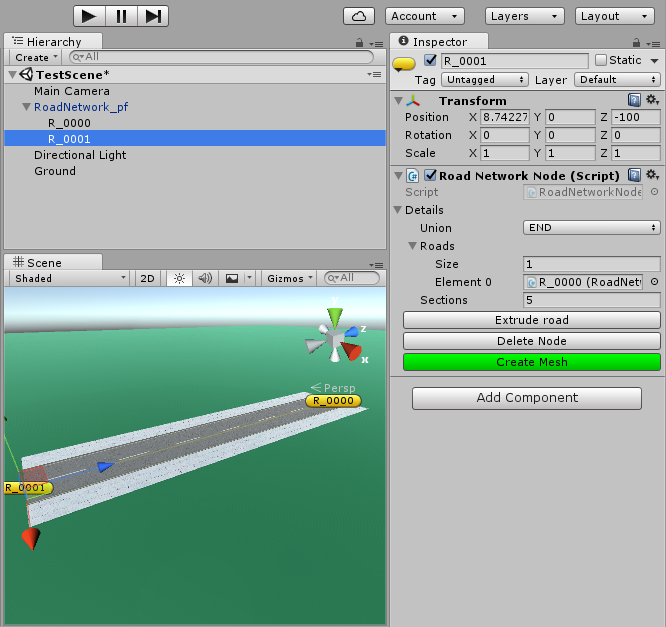 Account
Layers
Layout
Hierarchy
Create
All
TestScene*
Main Camera
RoadNetwork_pf
R_0000
R_0001
Directional Light
Ground
Scene
Shaded
2D
Gizmos
All
y
z
x
Persp
R_0000
R_0001
Inspector
R_0001
Static
Tag Untagged Layer Default
Transform
Position X 8.74227 Y 0 Z -100
Rotation X 0 Y 0 Z 0
Scale X 1 Y 1 Z 1
Road Network Node (Script)
Script RoadNetworkNode
Details
Union END
Roads
Size 1
Element 0 R_0000 (RoadNet
Sections 5
Extrude road
Delete Node
Create Mesh
Add Component